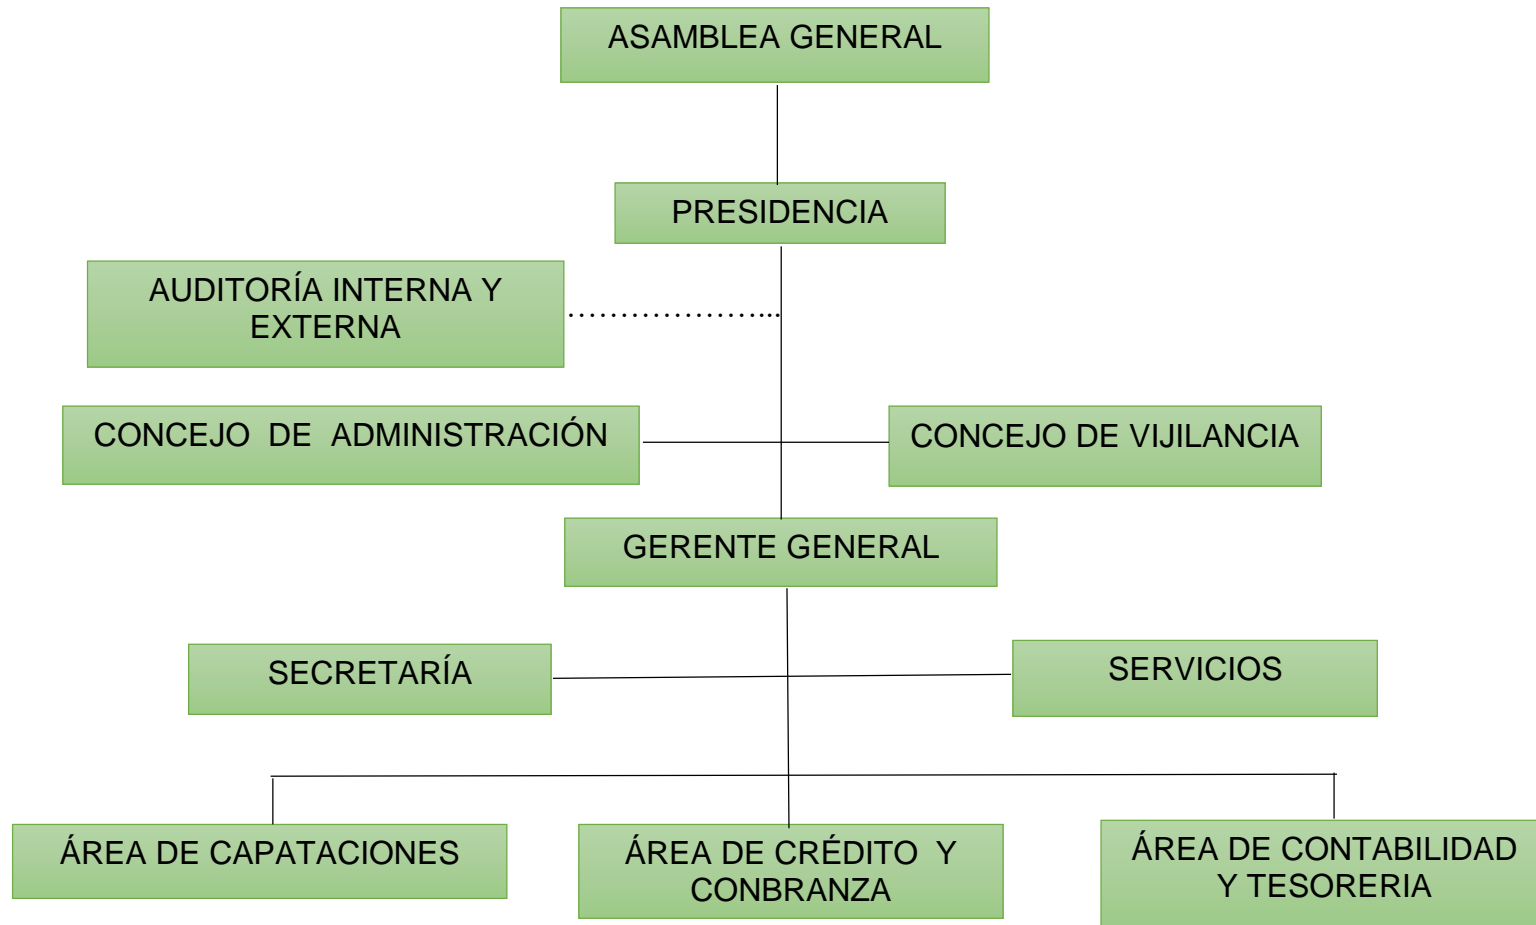 ASAMBLEA GENERAL
PRESIDENCIA
AUDITORÍA INTERNA Y
EXTERNA
CONCEJO DE ADMINISTRACIÓN
CONCEJO DE VIJILANCIA
GERENTE GENERAL
SECRETARÍA
SERVICIOS
ÁREA DE CAPATACIONES
ÁREA DE CRÉDITO Y
CONBRANZA
ÁREA DE CONTABILIDAD
Y TESORERIA